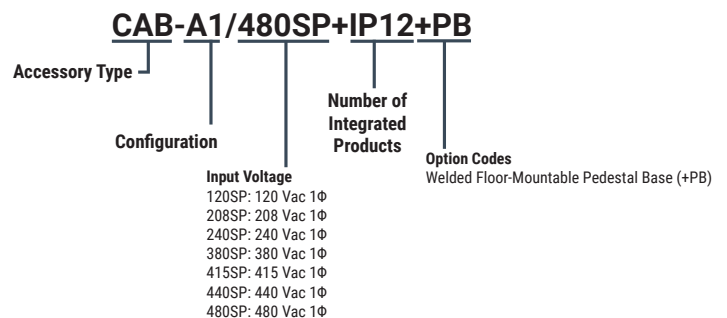 CAB-A1/480SP+IP12+PB
Accessory Type
Configuration
Input Voltage
120SP: 120 Vac 1Φ
208SP: 208 Vac 1Φ
240SP: 240 Vac 1Φ
380SP: 380 Vac 1Φ
415SP: 415 Vac 1Φ
440SP: 440 Vac 1Φ
480SP: 480 Vac 1Φ
Number of
Integrated
Products
Option Codes
Welded Floor-Mountable Pedestal Base (+PB)